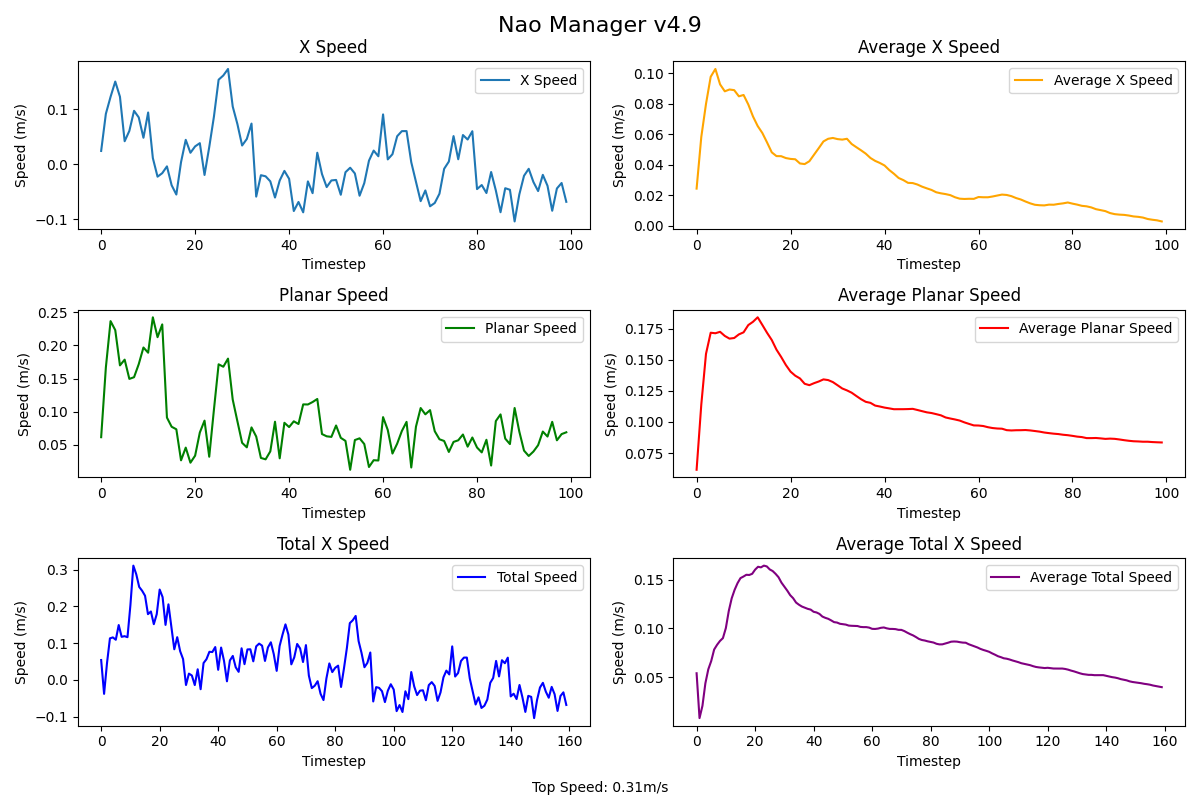 Nao Manager v4.9
X Speed
Speed (m/s)
0.1
0.0
−0.1
X Speed
0 20 40 60 80 100
Timestep
Average X Speed
Speed (m/s)
0.10
0.08
0.06
0.04
0.02
0.00
Average X Speed
0 20 40 60 80 100
Timestep
Planar Speed
Speed (m/s)
0.25
0.20
0.15
0.10
0.05
Planar Speed
0 20 40 60 80 100
Timestep
Average Planar Speed
Speed (m/s)
0.175
0.150
0.125
0.100
0.075
Average Planar Speed
0 20 40 60 80 100
Timestep
Total X Speed
Speed (m/s)
0.3
0.2
0.1
0.0
−0.1
Total Speed
0 20 40 60 80 100 120 140 160
Timestep
Average Total X Speed
Speed (m/s)
0.15
0.10
0.05
Average Total Speed
0 20 40 60 80 100 120 140 160
Timestep
Top Speed: 0.31m/s